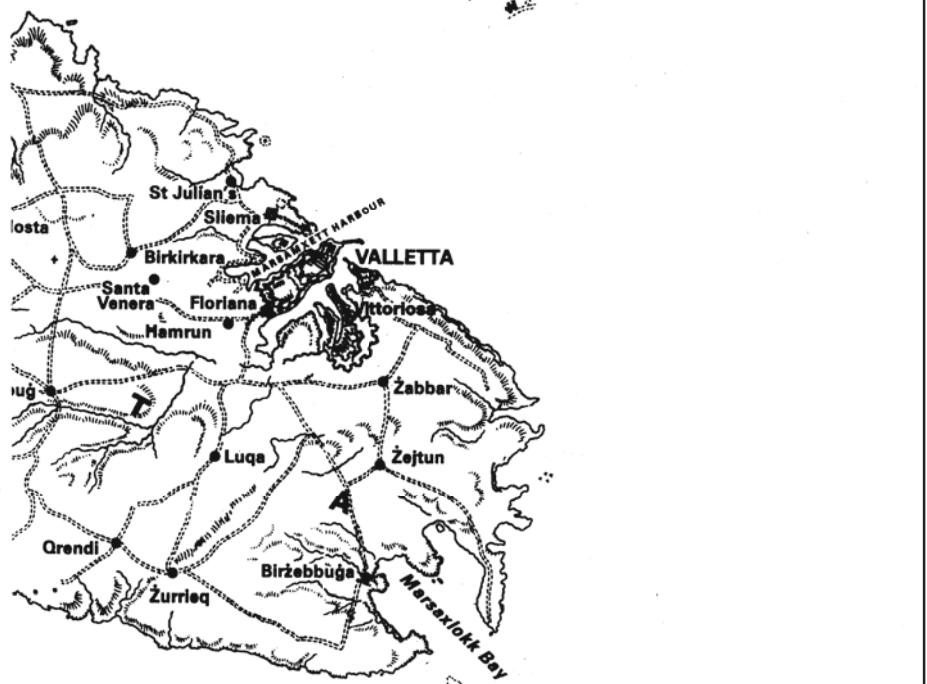 St Julian's
Sliema
MARSAMXETT HARBOUR
losta
Birkirkara
VALLETTA
Santa
Venera
Floriana
Vittoriosa
Hamrun
uġ
Żabbar
T
Luqa
Żejtun
A
Qrendi
Birżebbuġa
Żurrieq
Marsaxlokk Bay